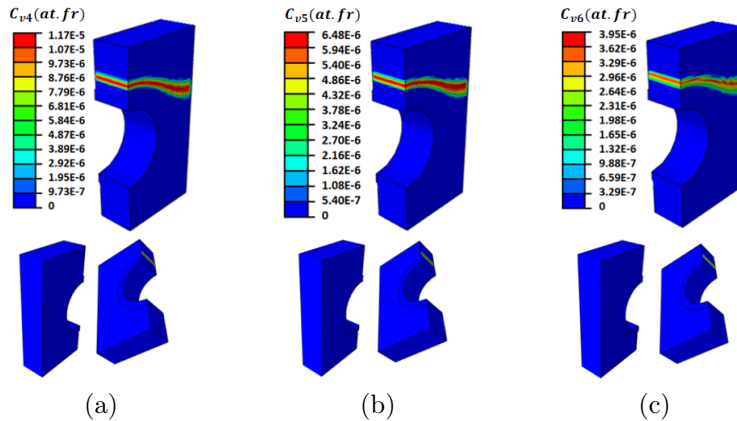 C_{v4}(at.fr)
1.17E-5
1.07E-5
9.73E-6
8.76E-6
7.79E-6
6.81E-6
5.84E-6
4.87E-6
3.89E-6
2.92E-6
1.95E-6
9.73E-7
0
C_{v5}(at.fr)
6.48E-6
5.94E-6
5.40E-6
4.86E-6
4.32E-6
3.78E-6
3.24E-6
2.70E-6
2.16E-6
1.62E-6
1.08E-6
5.40E-7
0
C_{v6}(at.fr)
3.95E-6
3.62E-6
3.29E-6
2.96E-6
2.64E-6
2.31E-6
1.98E-6
1.65E-6
1.32E-6
9.88E-7
6.59E-7
3.29E-7
0
(a)
(b)
(c)